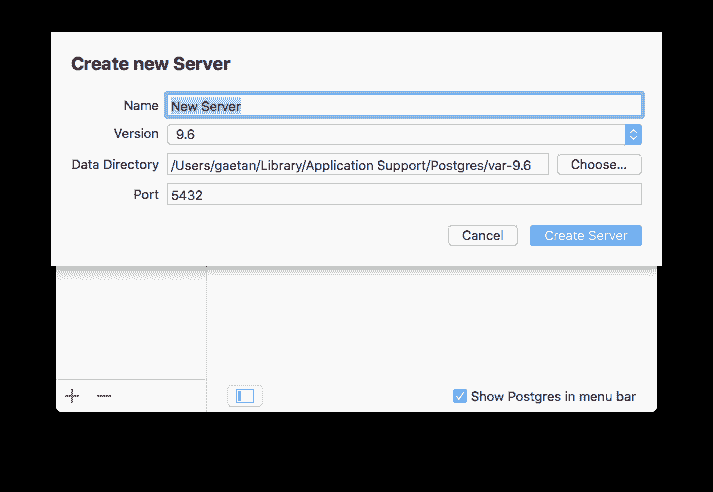 Create new Server
Name New Server
Version 9.6
Data Directory /Users/gaetan/Library/Application Support/Postgres/var-9.6 Choose...
Port 5432
Cancel Create Server
Show Postgres in menu bar